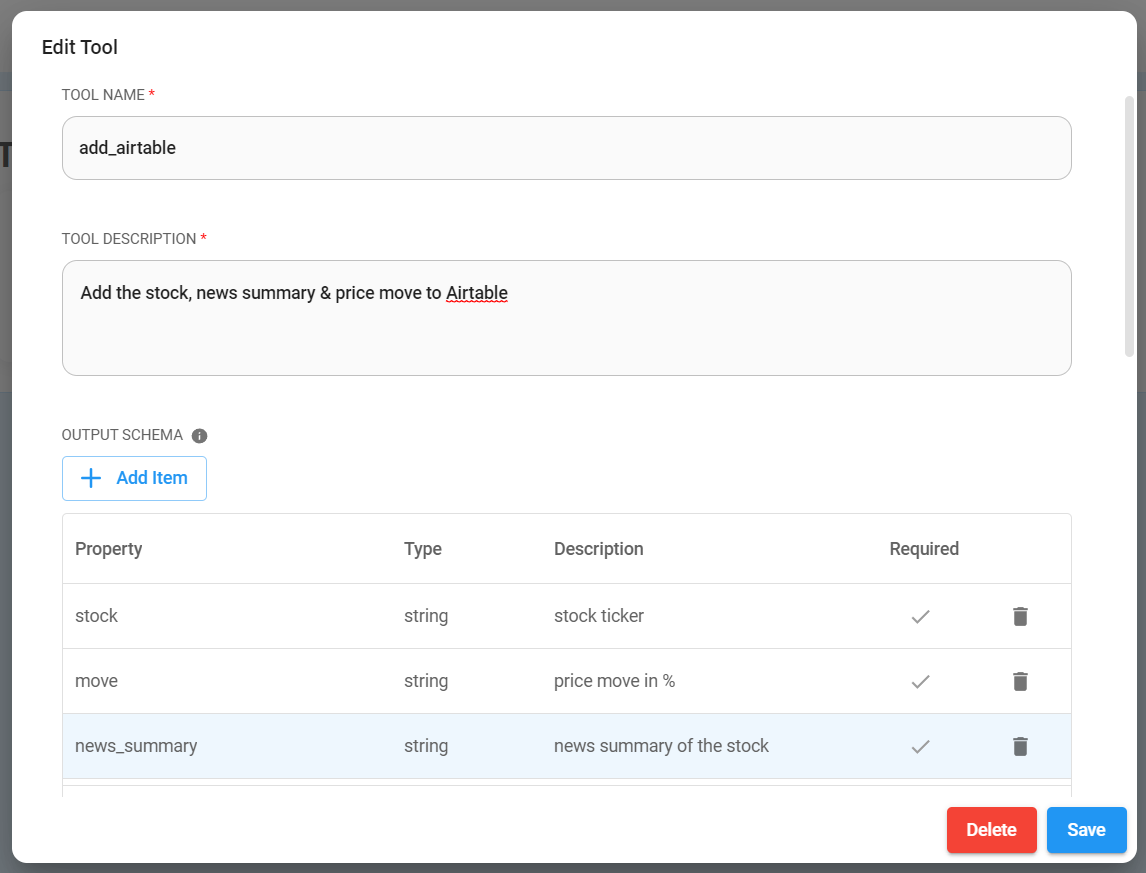 Edit Tool
TOOL NAME *
add_airtable
TOOL DESCRIPTION *
Add the stock, news summary & price move to Airtable
OUTPUT SCHEMA
Add Item
Property Type Description Required
stock string stock ticker
move string price move in %
news_summary string news summary of the stock
Delete Save